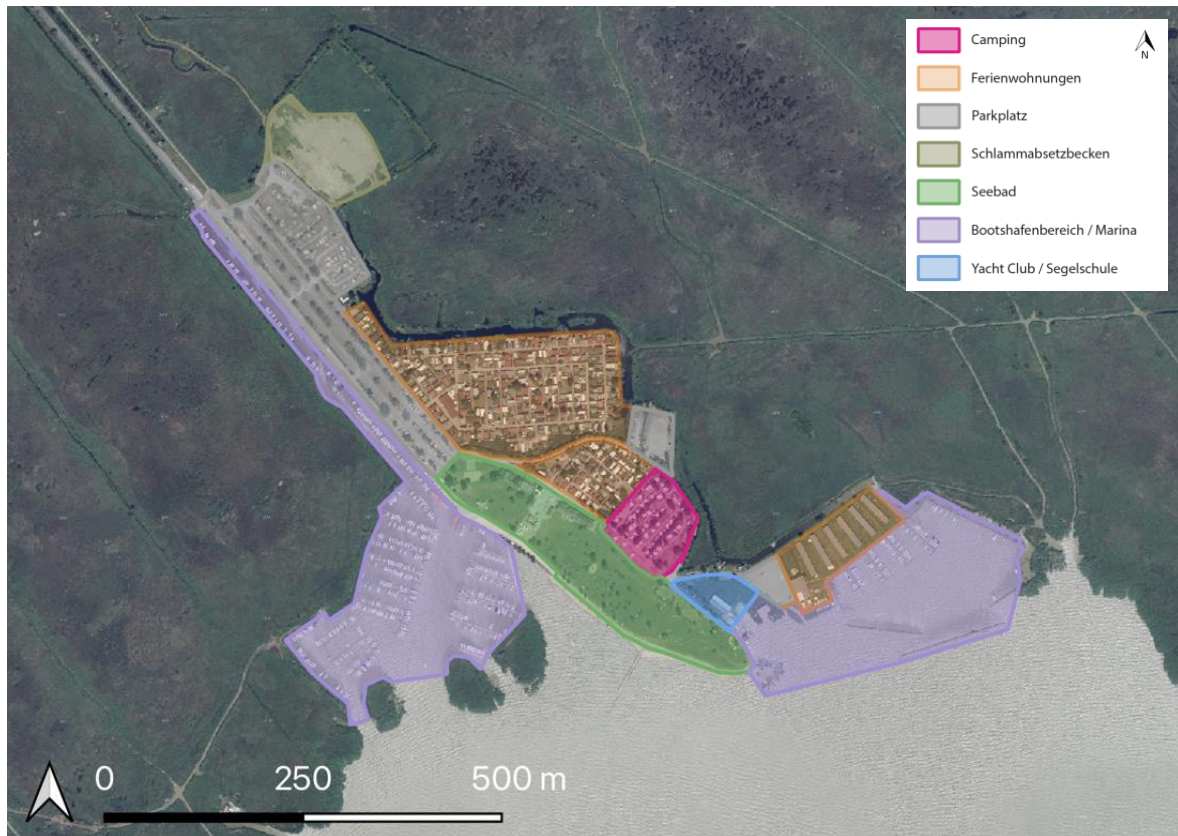 Camping
N
Ferienwohnungen
Parkplatz
Schlammabsetzbecken
Seebad
Bootshafenbereich / Marina
Yacht Club / Segelschule
0 250 500 m